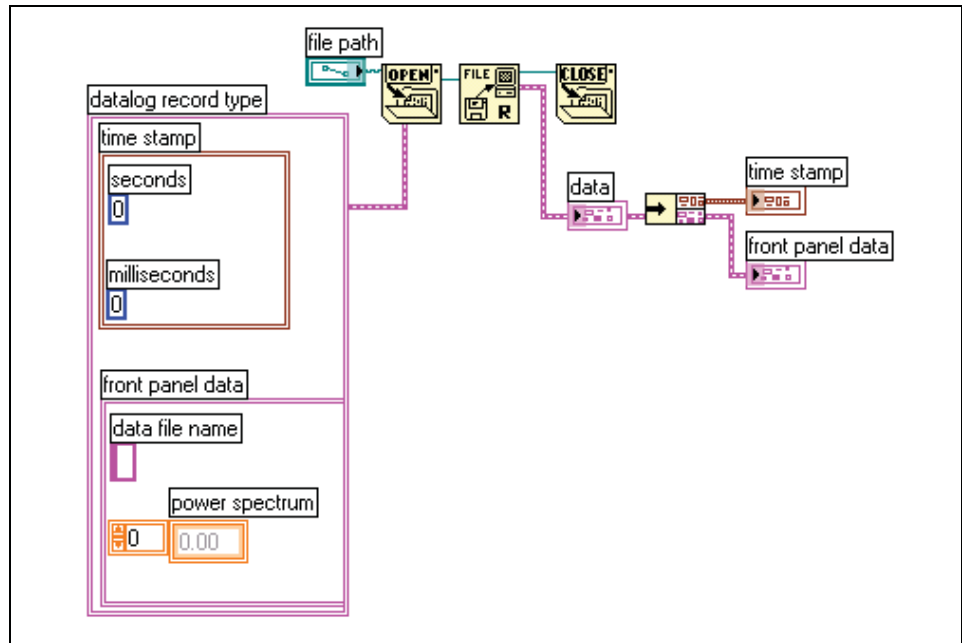 file path
OPEN
FILE
R
CLOSE
datalog record type
time stamp
seconds
0
milliseconds
0
data
time stamp
front panel data
front panel data
data file name
power spectrum
0
0.00